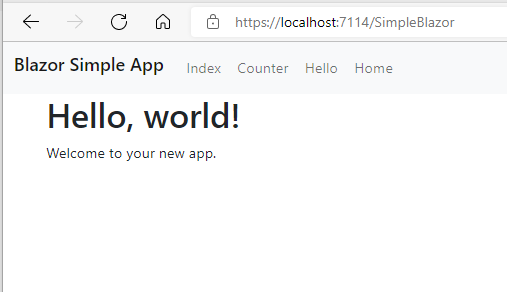 https://localhost:7114/SimpleBlazor
Blazor Simple App Index Counter Hello Home
Hello, world!
Welcome to your new app.